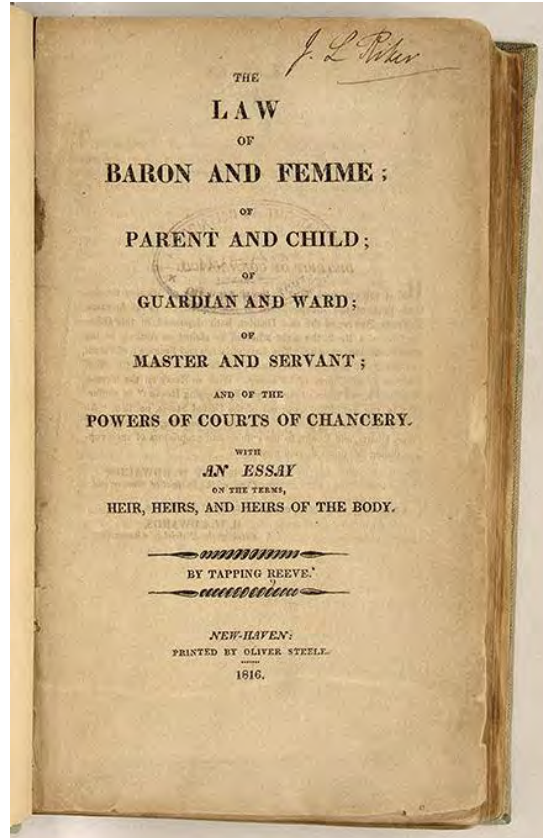 J. L Riker
THE
LAW
OF
BARON AND FEMME;
OF
PARENT AND CHILD;
OF
GUARDIAN AND WARD;
OF
MASTER AND SERVANT;
AND OF THE
POWERS OF COURTS OF CHANCERY.
WITH
AN ESSAY
ON THE TERMS,
HEIR, HEIRS, AND HEIRS OF THE BODY.
BY TAPPING REEVE.
NEW-HAVEN:
PRINTED BY OLIVER STEELE.
1816.